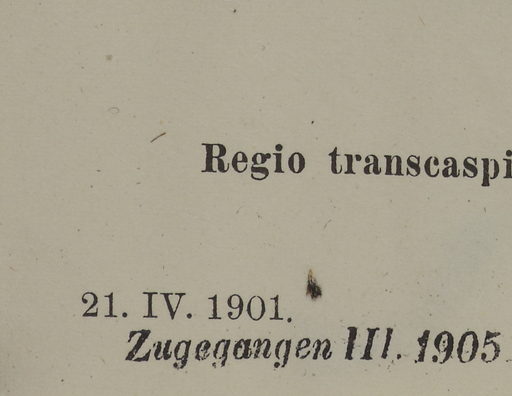 Regio transcaspi
21. IV. 1901.
Zugegangen III. 1905